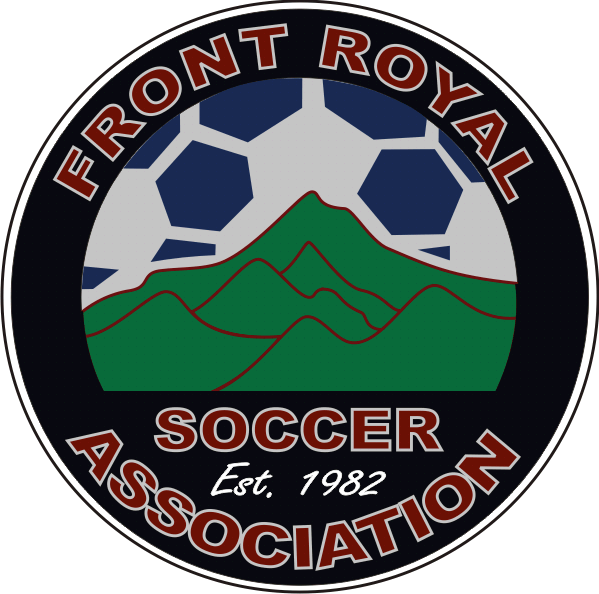 FRONT ROYAL
SOCCER
Est. 1982
ASSOCIATION